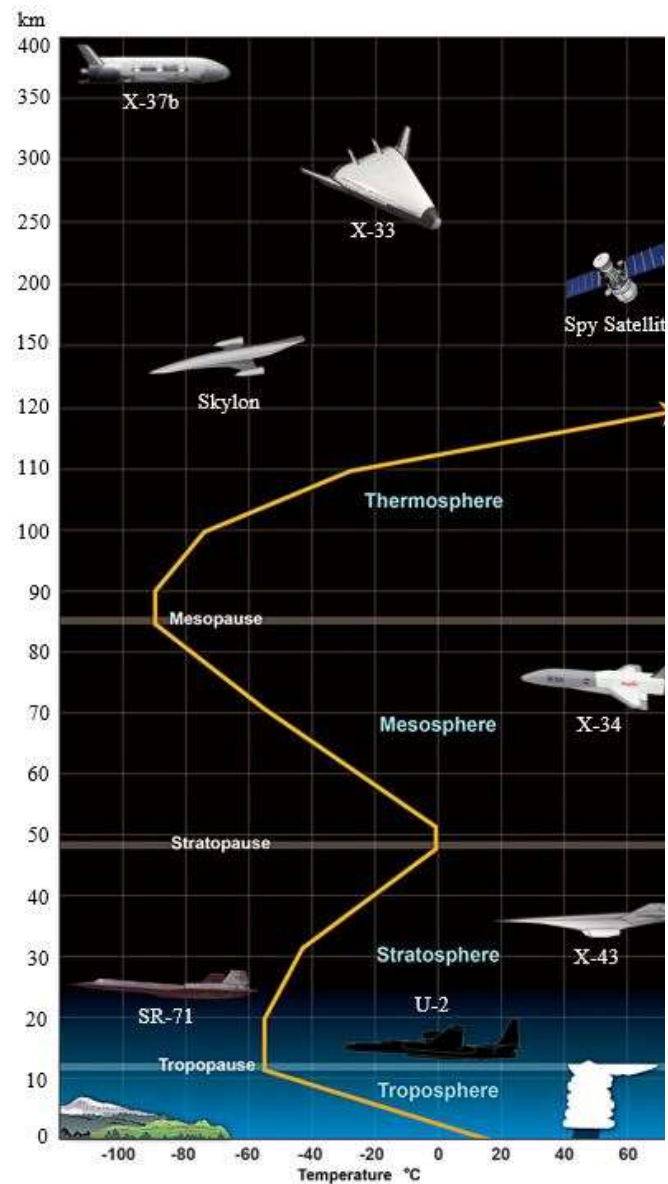 km
400
X-37b
350
300
X-33
250
200
Spy Satellit
150
Skylon
120
110
Thermosphere
100
90
Mesopause
80
70
Mesosphere
X-34
60
50
Stratopause
40
30
Stratosphere
X-43
SR-71
U-2
20
Tropopause
10
Troposphere
0
-100 -80 -60 -40 -20 0 20 40 60
Temperature °C